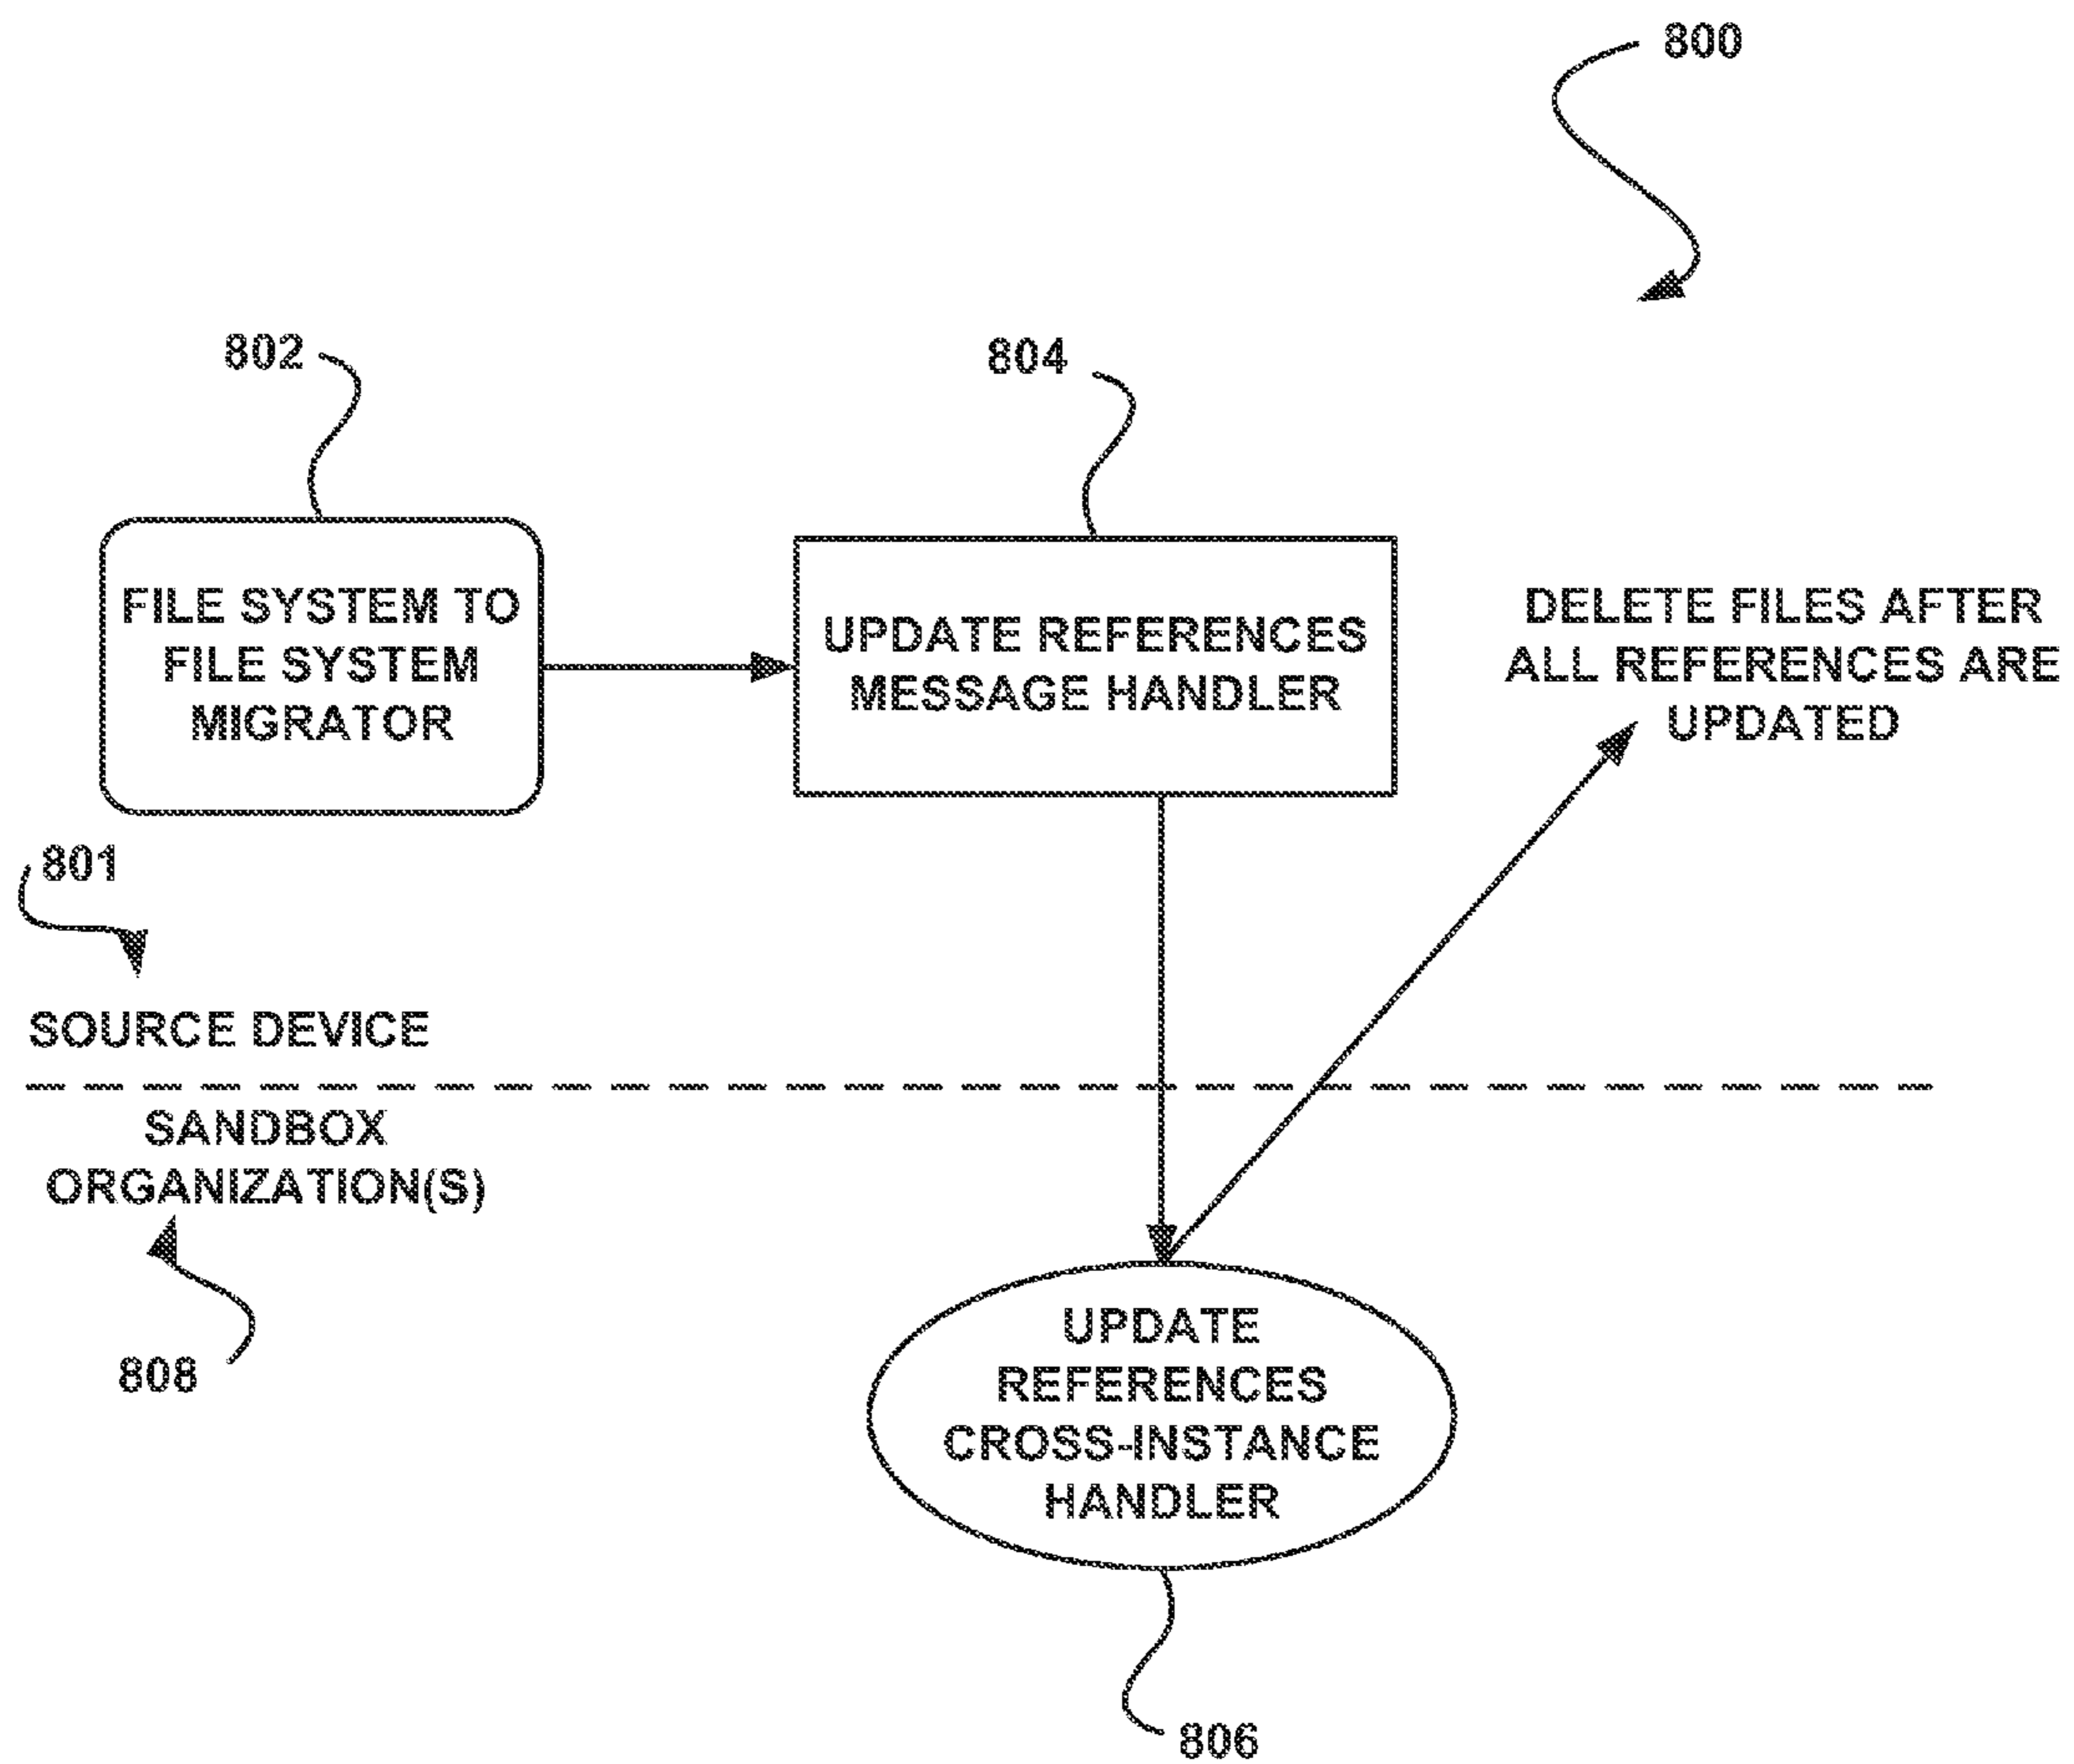 800
802
804
FILE SYSTEM TO
FILE SYSTEM
MIGRATOR
UPDATE REFERENCES
MESSAGE HANDLER
DELETE FILES AFTER
ALL REFERENCES ARE
UPDATED
801
SOURCE DEVICE
SANDBOX
ORGANIZATION(S)
808
UPDATE
REFERENCES
CROSS-INSTANCE
HANDLER
806